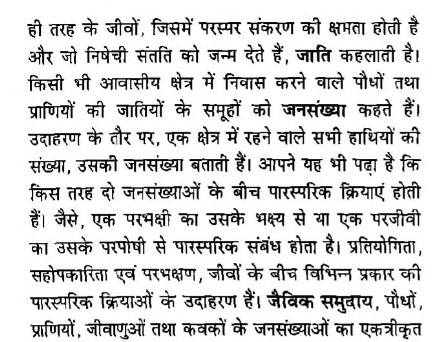 ही तरह के जीवों, जिसमें परस्पर संकरण की क्षमता होती है
और जो निषेची संतति को जन्म देते हैं, जाति कहलाती है।
किसी भी आवासीय क्षेत्र में निवास करने वाले पौधों तथा
प्राणियों की जातियों के समूहों को जनसंख्या कहते हैं।
उदाहरण के तौर पर, एक क्षेत्र में रहने वाले सभी हाथियों की
संख्या, उसकी जनसंख्या बताती हैं। आपने यह भी पढ़ा है कि
किस तरह दो जनसंख्याओं के बीच पारस्परिक क्रियाएं होती
हैं। जैसे, एक परभक्षी का उसके भक्ष्य से या एक परजीवी
का उसके परपोषी से पारस्परिक संबंध होता है। प्रतियोगिता,
सहोपकारिता एवं परभक्षण, जीवों के बीच विभिन्न प्रकार की
पारस्परिक क्रियाओं के उदाहरण हैं। जैविक समुदाय, पौधों,
प्राणियों, जीवाणुओं तथा कवकों के जनसंख्याओं का एकत्रीकृत